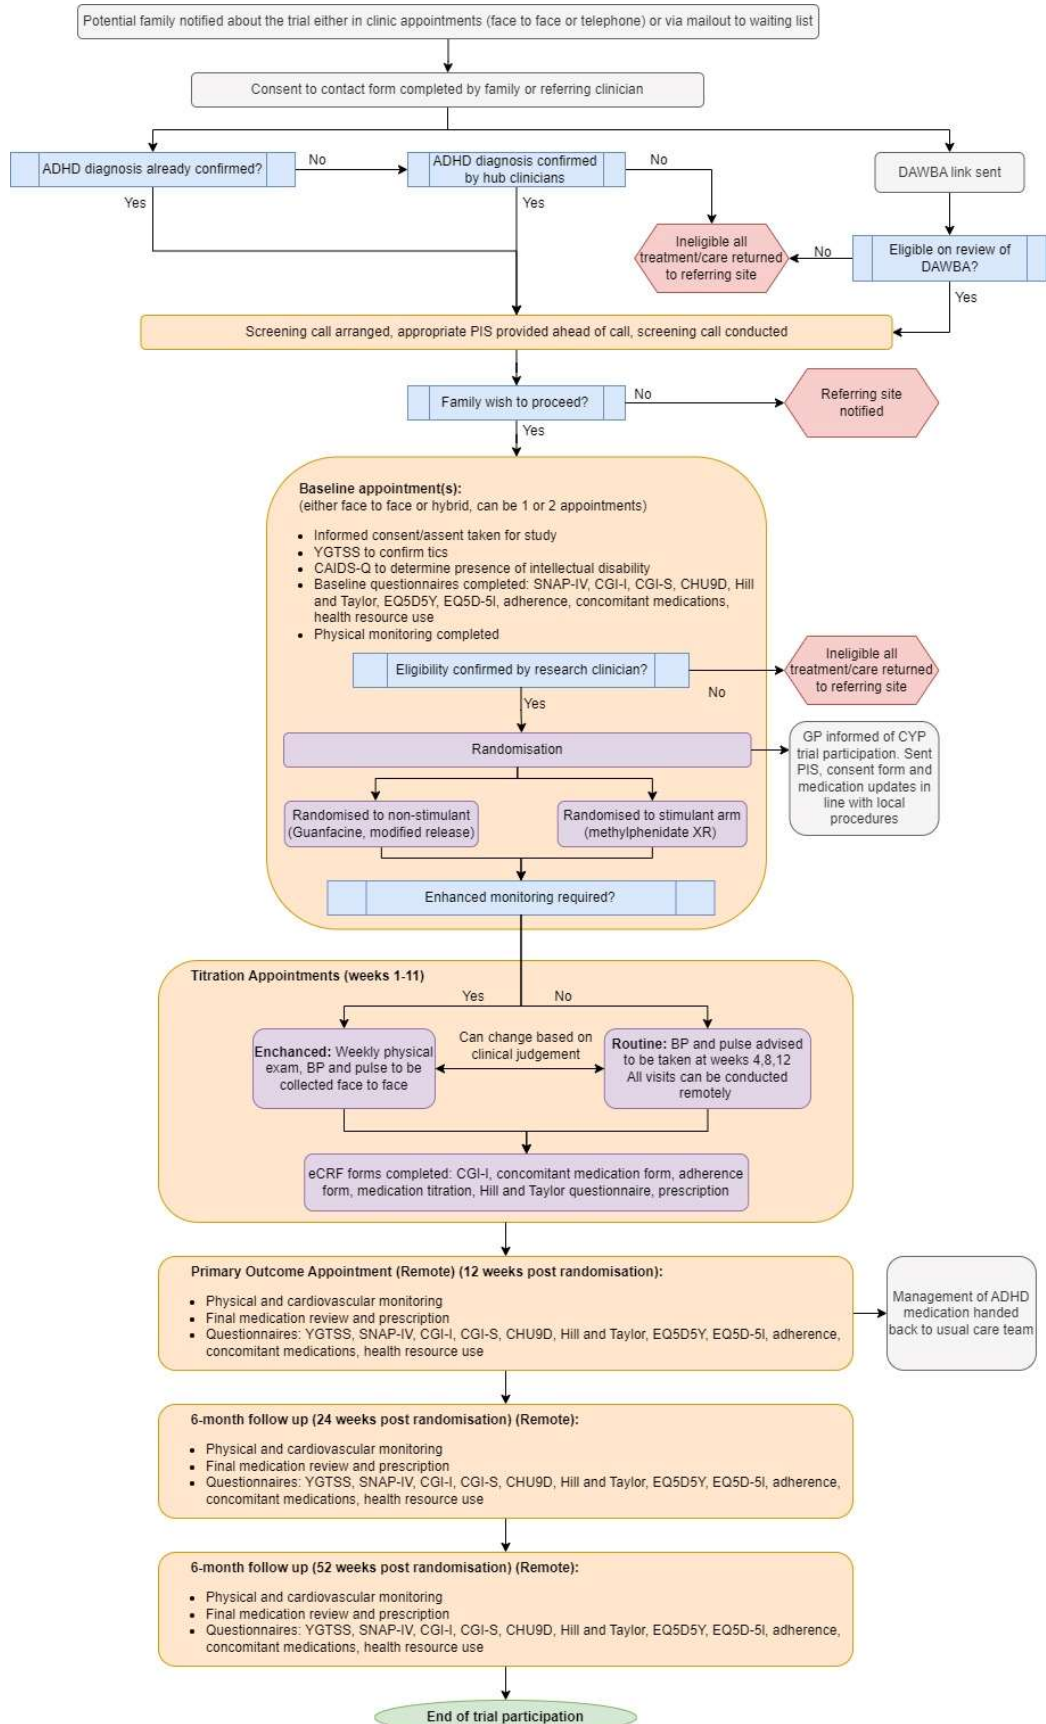 Potential family notified about the trial either in clinic appointments (face to face or telephone) or via mailout to waiting list
Consent to contact form completed by family or referring clinician
ADHD diagnosis already confirmed?
No
ADHD diagnosis confirmed
by hub clinicians
No
DAWBA link sent
Yes
Yes
Ineligible all
treatment/care returned
to referring site
No
Eligible on review of
DAWBA?
Yes
Screening call arranged, appropriate PIS provided ahead of call, screening call conducted
Family wish to proceed?
No
Referring site
notified
Yes
Baseline appointment(s):
(either face to face or hybrid, can be 1 or 2 appointments)
• Informed consent/assent taken for study
• YGTSS to confirm tics
• CAIDS-Q to determine presence of intellectual disability
• Baseline questionnaires completed: SNAP-IV, CGI-I, CGI-S, CHU9D, Hill
and Taylor, EQ5D5Y, EQ5D-5l, adherence, concomitant medications,
health resource use
• Physical monitoring completed
Eligibility confirmed by research clinician?
No
Ineligible all
treatment/care returned
to referring site
Yes
Randomisation
GP informed of CYP
trial participation. Sent
PIS, consent form and
medication updates in
line with local
procedures
Randomised to non-stimulant
(Guanfacine, modified release)
Randomised to stimulant arm
(methylphenidate XR)
Enhanced monitoring required?
Titration Appointments (weeks 1-11)
Yes
No
Enchanced: Weekly physical
exam, BP and pulse to be
collected face to face
Can change based on
clinical judgement
Routine: BP and pulse advised
to be taken at weeks 4,8,12
All visits can be conducted
remotely
eCRF forms completed: CGI-I, concomitant medication form, adherence
form, medication titration, Hill and Taylor questionnaire, prescription
Primary Outcome Appointment (Remote) (12 weeks post randomisation):
• Physical and cardiovascular monitoring
• Final medication review and prescription
• Questionnaires: YGTSS, SNAP-IV, CGI-I, CGI-S, CHU9D, Hill and Taylor, EQ5D5Y, EQ5D-5l, adherence,
concomitant medications, health resource use
Management of ADHD
medication handed
back to usual care team
6-month follow up (24 weeks post randomisation) (Remote):
• Physical and cardiovascular monitoring
• Final medication review and prescription
• Questionnaires: YGTSS, SNAP-IV, CGI-I, CGI-S, CHU9D, Hill and Taylor, EQ5D5Y, EQ5D-5l, adherence,
concomitant medications, health resource use
6-month follow up (52 weeks post randomisation) (Remote):
• Physical and cardiovascular monitoring
• Final medication review and prescription
• Questionnaires: YGTSS, SNAP-IV, CGI-I, CGI-S, CHU9D, Hill and Taylor, EQ5D5Y, EQ5D-5l, adherence,
concomitant medications, health resource use
End of trial participation